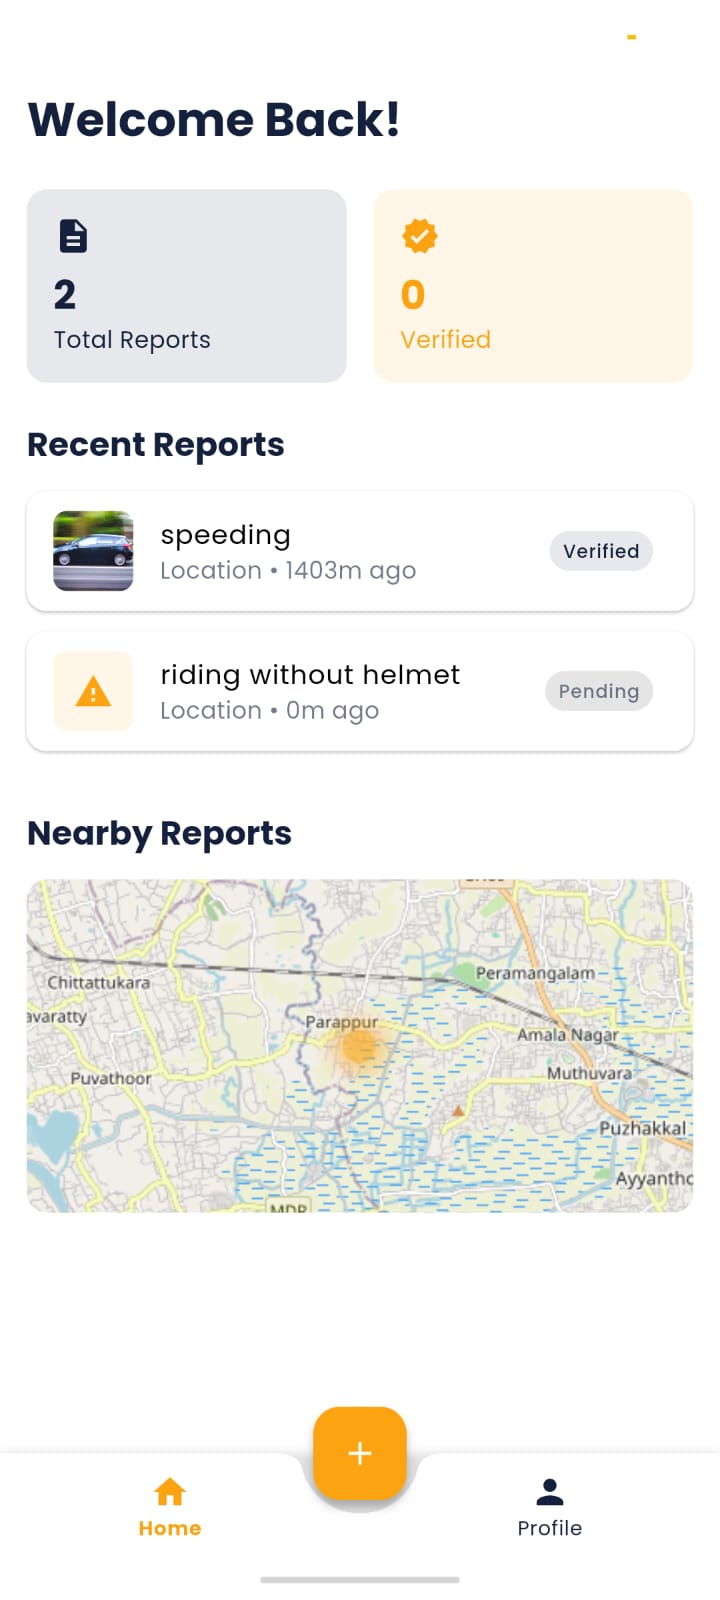 Welcome Back!
2
Total Reports
0
Verified
Recent Reports
speeding
Location • 1403m ago
Verified
riding without helmet
Location • 0m ago
Pending
Nearby Reports
Chittattukara
Peramangalam
avaratty
Parappur
Amala Nagar
Puvathoor
Muthuvara
Puzhakkal
Ayyantho
MDR
Home
Profile